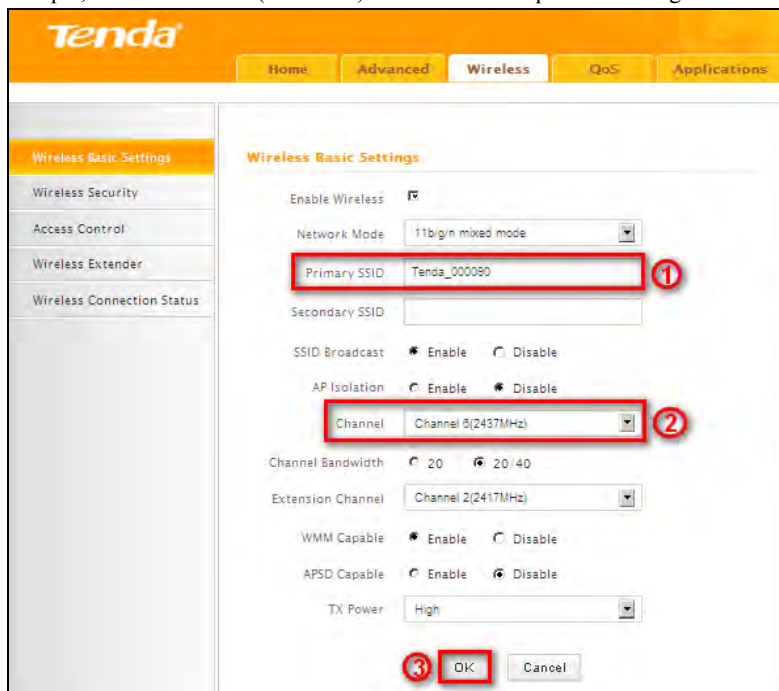 Tenda
Home Advanced Wireless QoS Applications
Wireless Basic Settings
Wireless Security
Access Control
Wireless Extender
Wireless Connection Status
Wireless Basic Settings
Enable Wireless
Network Mode 11b/g/n mixed mode
Primary SSID Tenda_000090 1
Secondary SSID
SSID Broadcast Enable Disable
AP Isolation Enable Disable
Channel Channel 6(2437MHz) 2
Channel Bandwidth 20 20/40
Extension Channel Channel 2(2417MHz)
WMM Capable Enable Disable
APSD Capable Enable Disable
TX Power High
3 OK Cancel